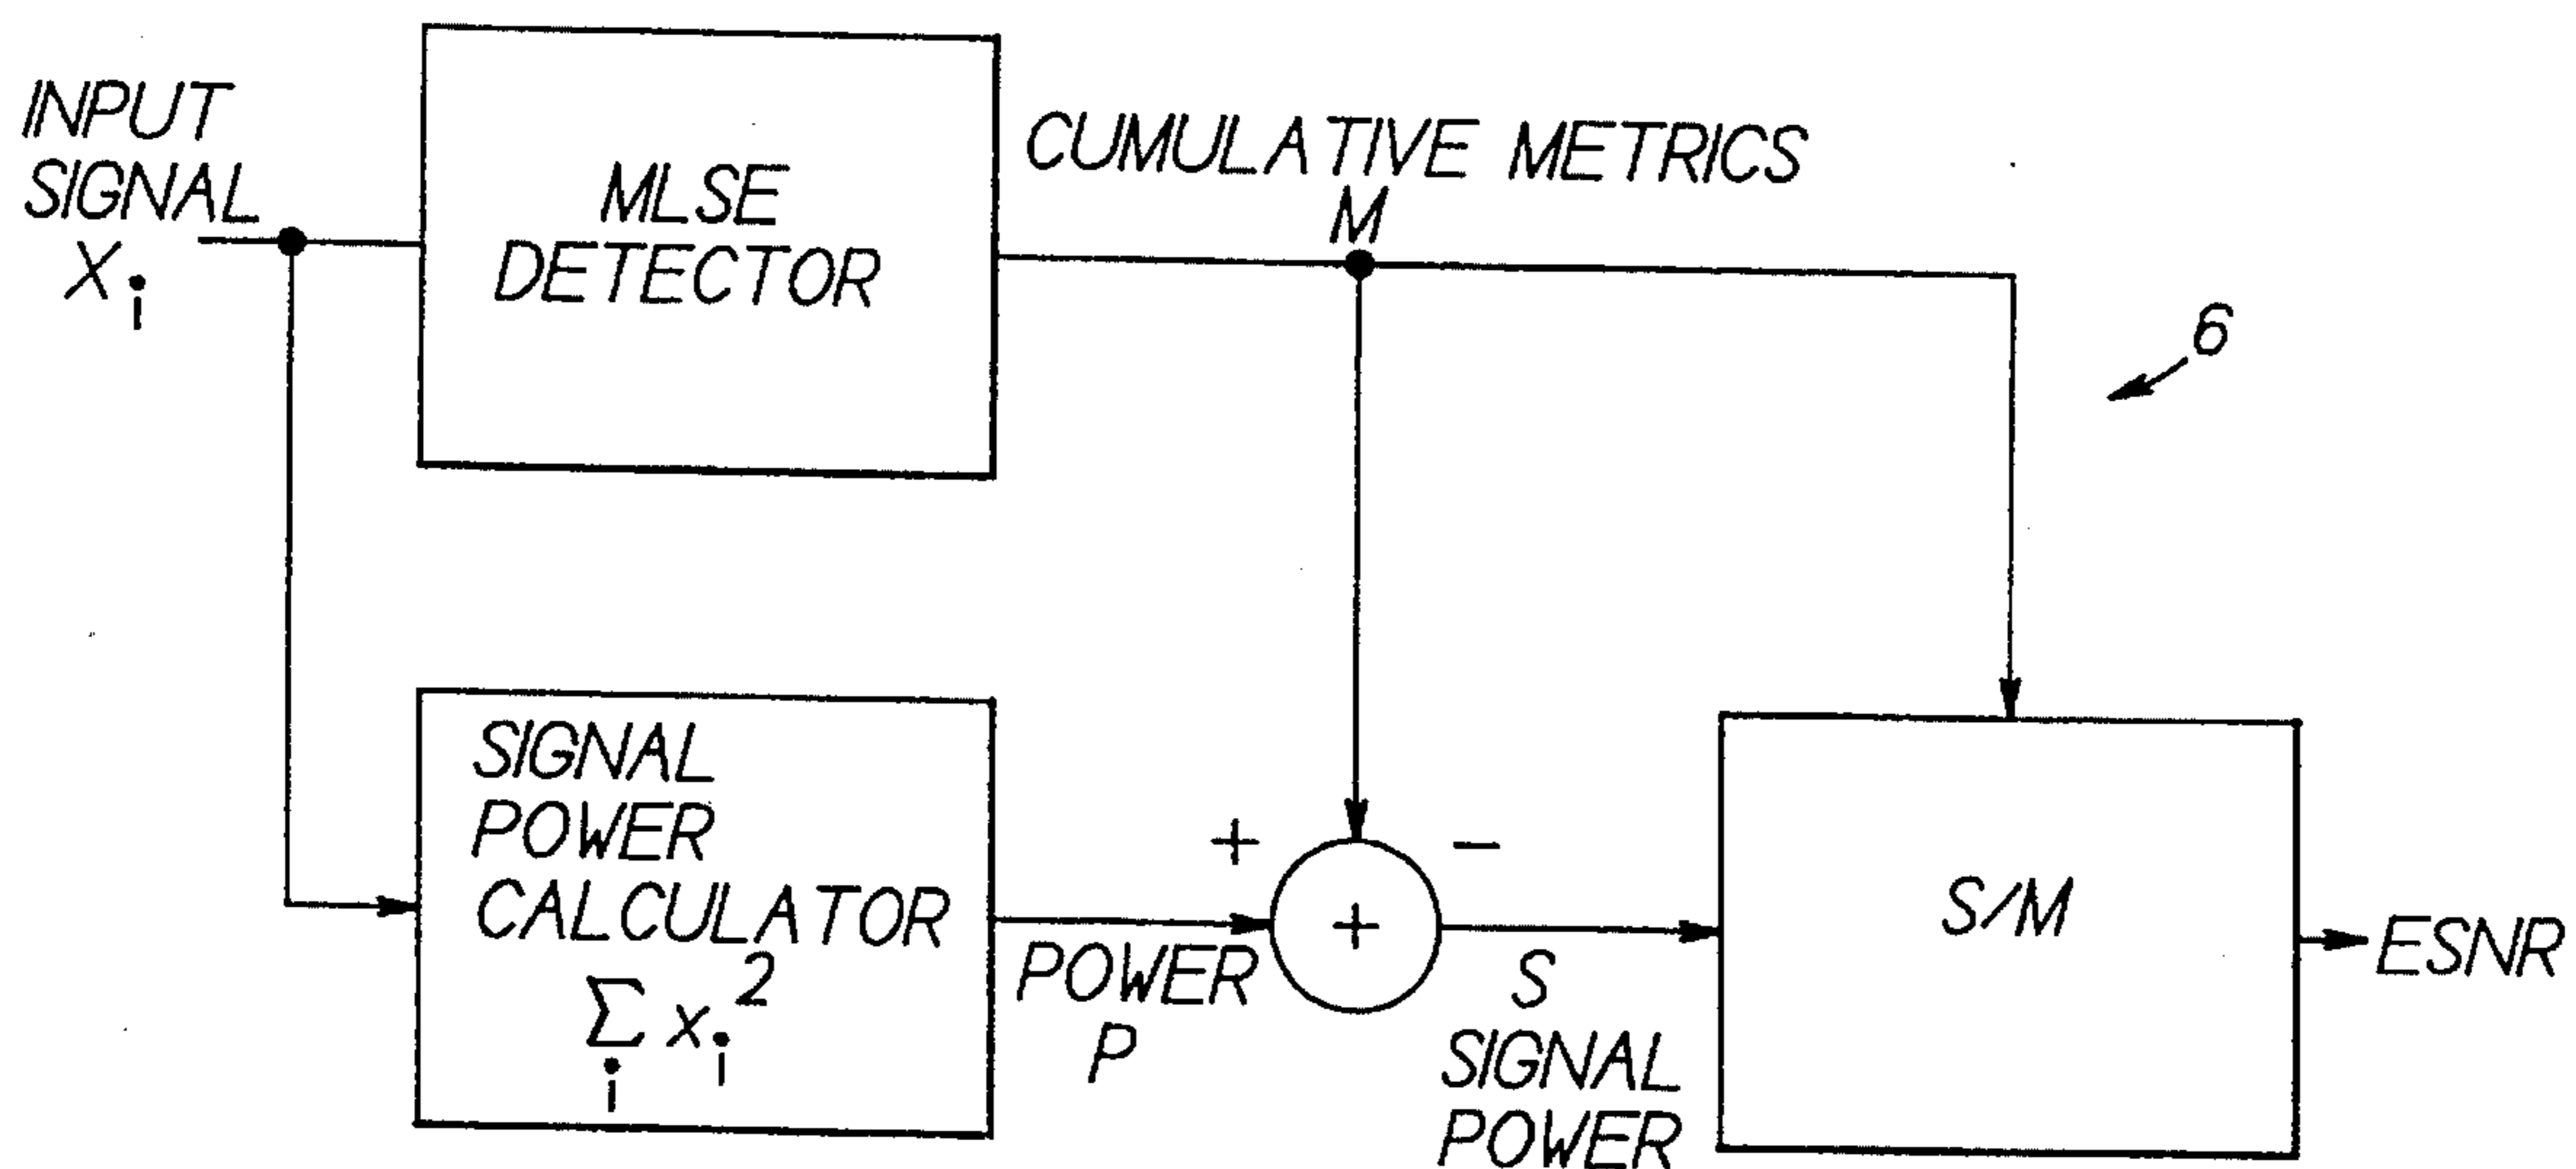 INPUT
SIGNAL
X i
MLSE
DETECTOR
CUMULATIVE METRICS
M
6
SIGNAL
POWER
CALCULATOR
∑ i x i 2
POWER
P
+
−
+
S
SIGNAL
POWER
S/M
ESNR